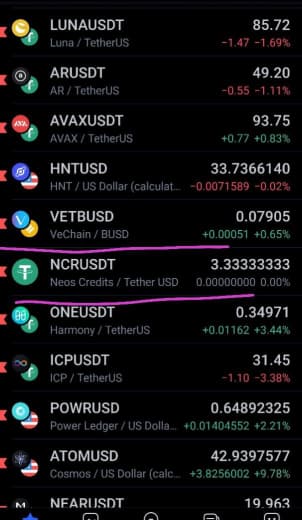 LUNAUSDT 85.72
Luna / TetherUS −1.47 −1.69%
ARUSDT 49.20
AR / TetherUS −0.55 −1.11%
AVAXUSDT 93.75
AVAX / TetherUS +0.77 +0.83%
HNTUSD 33.7366140
HNT / US Dollar (calculat... −0.0071589 −0.02%
VETBUSD 0.07905
VeChain / BUSD +0.00051 +0.65%
NCRUSDT 3.33333333
Neos Credits / Tether USD 0.00000000 0.00%
ONEUSDT 0.34971
Harmony / TetherUS +0.01162 +3.44%
ICPUSDT 31.45
ICP / TetherUS −1.10 −3.38%
POWRUSD 0.64892325
Power Ledger / US Dolla... +0.01404552 +2.21%
ATOMUSD 42.9397577
Cosmos / US Dollar (calc... +3.8256002 +9.78%
NEARUSDT 19.963